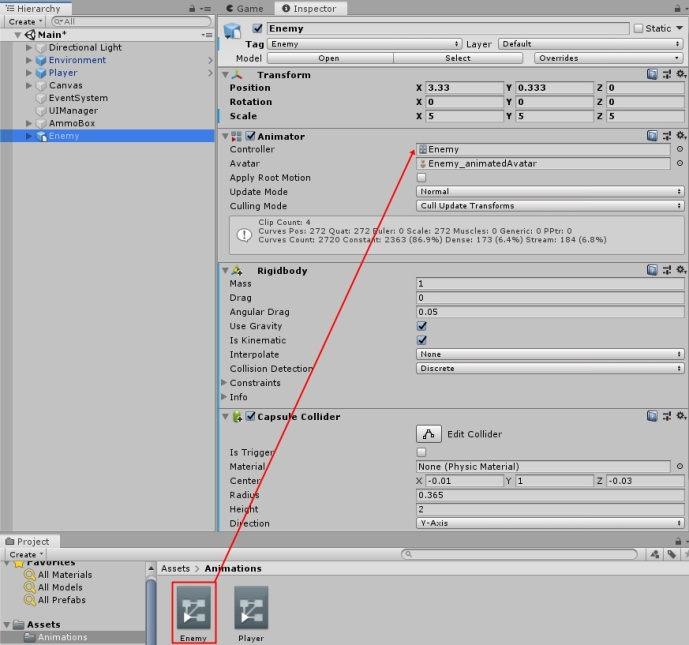 Hierarchy
Create
All
Main*
Directional Light
Environment
Player
Canvas
EventSystem
UIManager
AmmoBox
Enemy
Game
Inspector
Enemy
Static
Tag Enemy Layer Default
Model Open Select Overrides
Transform
Position X 3.33 Y 0.333 Z 0
Rotation X 0 Y 0 Z 0
Scale X 5 Y 5 Z 5
Animator
Controller Enemy
Avatar Enemy_animatedAvatar
Apply Root Motion
Update Mode Normal
Culling Mode Cull Update Transforms
Clip Count: 4
Curves Pos: 272 Quat: 272 Euler: 0 Scale: 272 Muscles: 0 Generic: 0 PPtr: 0
Curves Count: 2720 Constant: 2363 (86.9%) Dense: 173 (6.4%) Stream: 184 (6.8%)
Rigidbody
Mass 1
Drag 0
Angular Drag 0.05
Use Gravity
Is Kinematic
Interpolate None
Collision Detection Discrete
Constraints
Info
Capsule Collider
Edit Collider
Is Trigger
Material None (Physic Material)
Center X -0.01 Y 1 Z -0.03
Radius 0.365
Height 2
Direction Y-Axis
Project
Create
Favorites
All Materials
All Models
All Prefabs
Assets
Animations
Assets > Animations
Enemy
Player